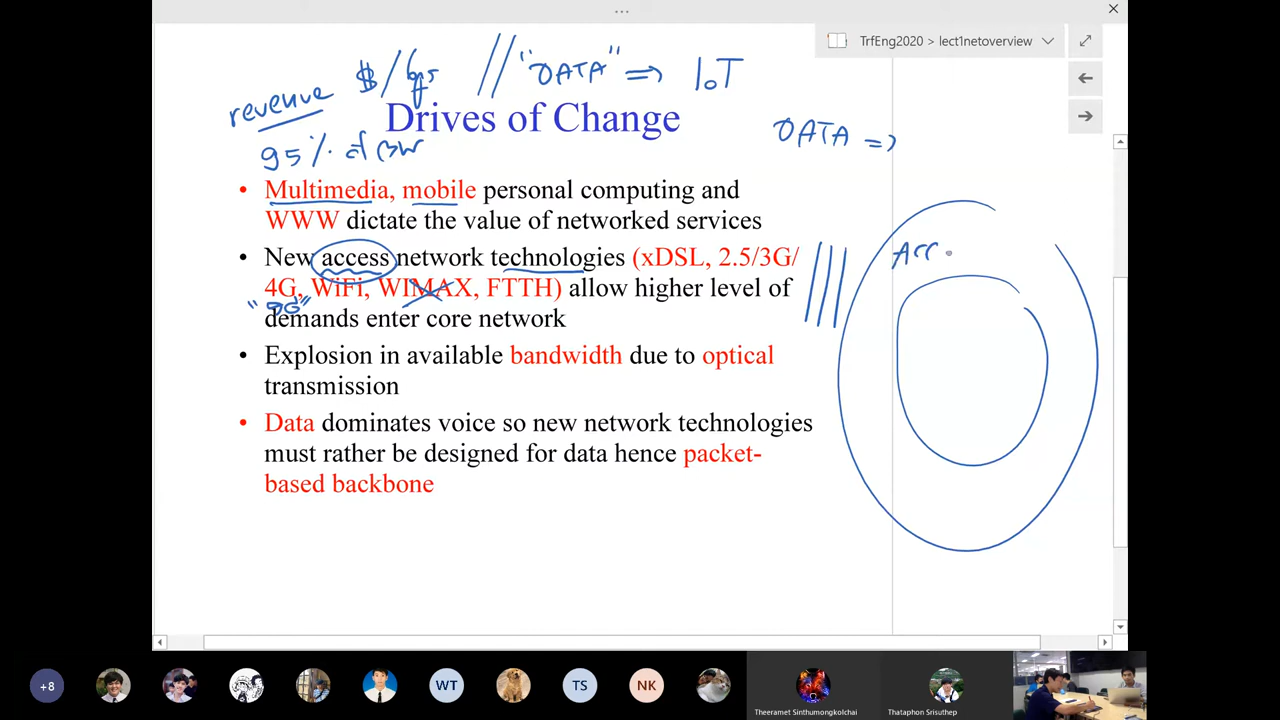 TrfEng2020 > lect1netoverview
$/bps "DATA" => IoT
revenue
Drives of Change
DATA =>
95% of BW
• Multimedia, mobile personal computing and
WWW dictate the value of networked services
• New access network technologies (xDSL, 2.5/3G/
4G, WiFi, WIMAX, FTTH) allow higher level of
"5G"
demands enter core network
Acc
• Explosion in available bandwidth due to optical
transmission
• Data dominates voice so new network technologies
must rather be designed for data hence packet-
based backbone
+8
WT
TS
NK
Theeramet Sinthumongkolchai
Thataphon Srisuthep